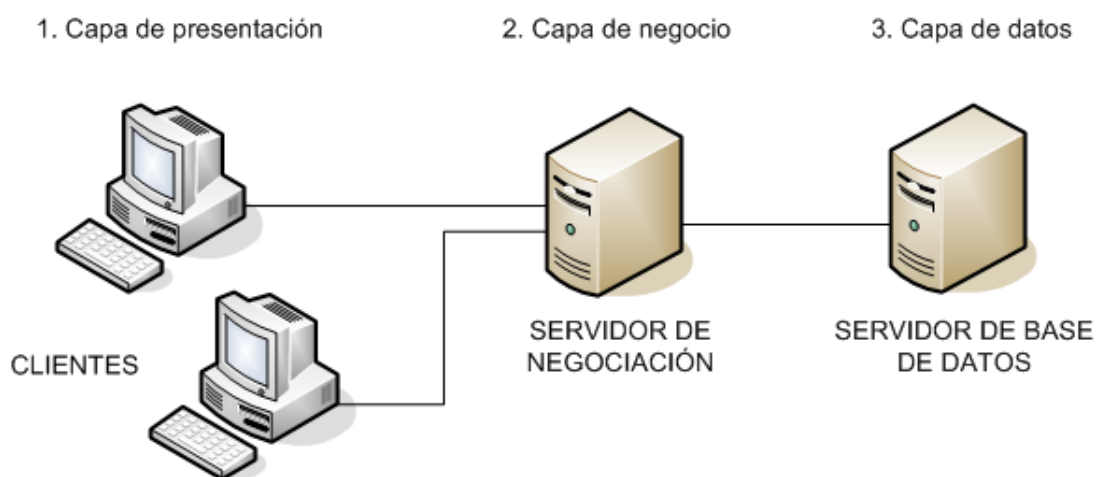 1. Capa de presentación
2. Capa de negocio
3. Capa de datos
CLIENTES
SERVIDOR DE
NEGOCIACIÓN
SERVIDOR DE BASE
DE DATOS